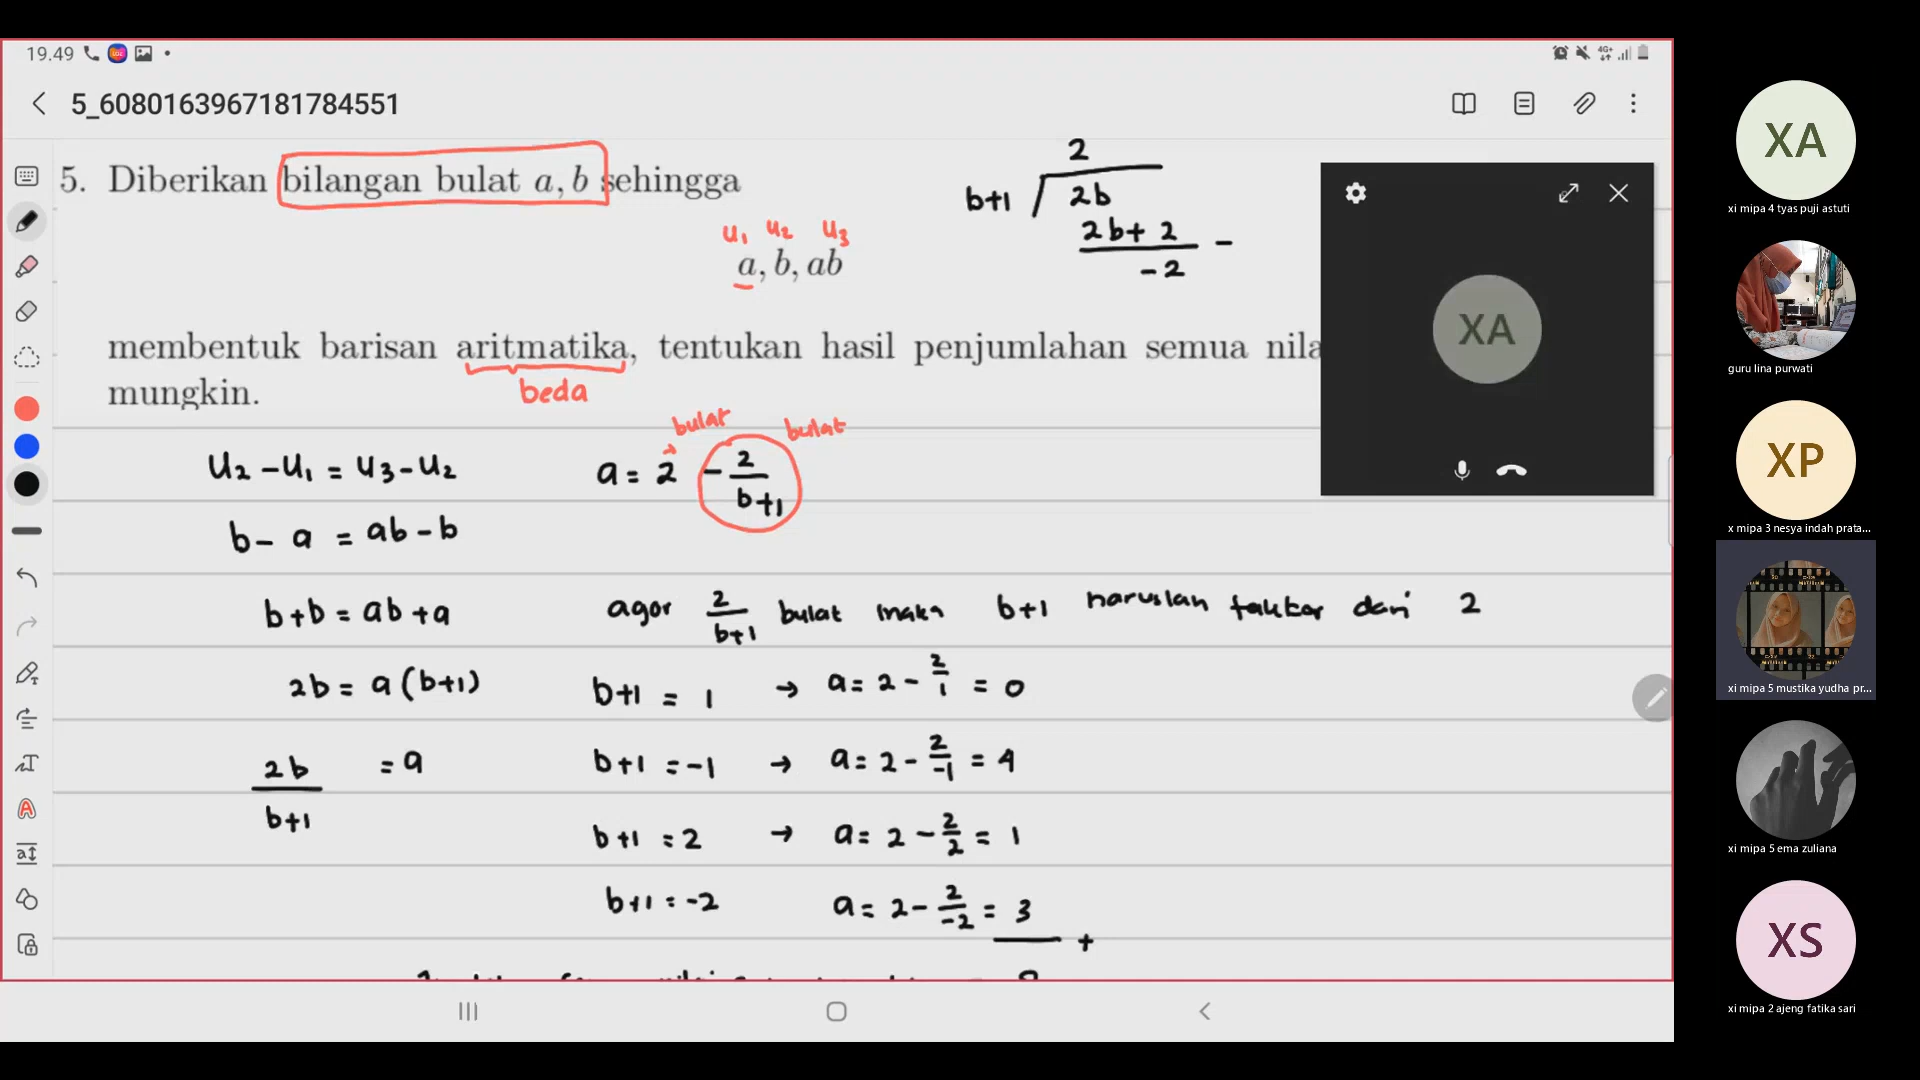 19.49
4G+
5_6080163967181784551
5. Diberikan bilangan bulat a, b sehingga
u₁ u₂ u₃
a, b, ab
membentuk barisan aritmatika, tentukan hasil penjumlahan semua nila
mungkin.
beda
2
b+1 2b
2b+2 -
-2
u₂ - u₁ = u₃ - u₂
b - a = ab - b
b+b = ab + a
2b = a (b+1)
2b/b+1 = a
bulat bulat
a = 2 - 2/b+1
agar 2/b+1 bulat maka b+1 haruslah faktor dari 2
b+1 = 1 → a = 2 - 2/1 = 0
b+1 = -1 → a = 2 - 2/-1 = 4
b+1 = 2 → a = 2 - 2/2 = 1
b+1 = -2 a = 2 - 2/-2 = 3
+
XA
XA
xi mipa 4 tyas puji astuti
guru lina purwati
XP
x mipa 3 nesya indah prata...
xi mipa 5 mustika yudha pr...
xi mipa 5 ema zuliana
XS
xi mipa 2 ajeng fatika sari